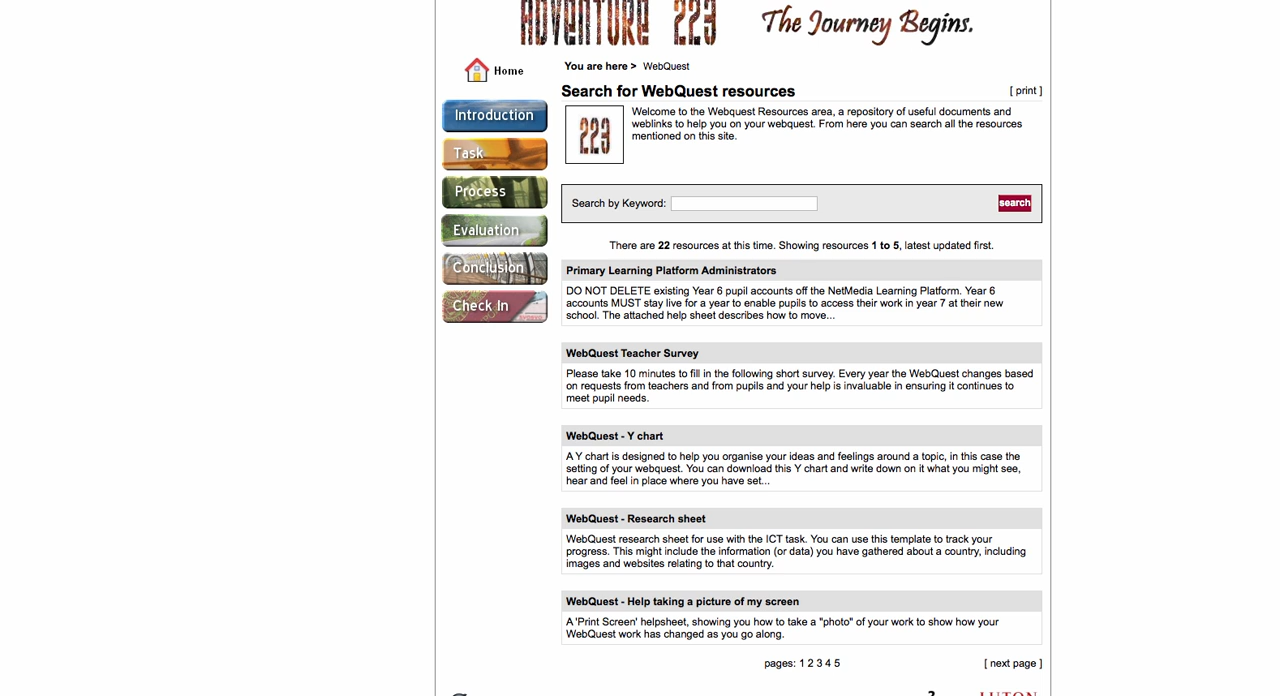 ADVENTURE 223 The Journey Begins.
Home
You are here > WebQuest
Search for WebQuest resources
[ print ]
Introduction
Task
Process
Evaluation
Conclusion
Check In
223
Welcome to the Webquest Resources area, a repository of useful documents and
weblinks to help you on your webquest. From here you can search all the resources
mentioned on this site.
Search by Keyword:
search
There are 22 resources at this time. Showing resources 1 to 5, latest updated first.
Primary Learning Platform Administrators
DO NOT DELETE existing Year 6 pupil accounts off the NetMedia Learning Platform. Year 6
accounts MUST stay live for a year to enable pupils to access their work in year 7 at their new
school. The attached help sheet describes how to move...
WebQuest Teacher Survey
Please take 10 minutes to fill in the following short survey. Every year the WebQuest changes based
on requests from teachers and from pupils and your help is invaluable in ensuring it continues to
meet pupil needs.
WebQuest - Y chart
A Y chart is designed to help you organise your ideas and feelings around a topic, in this case the
setting of your webquest. You can download this Y chart and write down on it what you might see,
hear and feel in place where you have set...
WebQuest - Research sheet
WebQuest research sheet for use with the ICT task. You can use this template to track your
progress. This might include the information (or data) you have gathered about a country, including
images and websites relating to that country.
WebQuest - Help taking a picture of my screen
A 'Print Screen' helpsheet, showing you how to take a "photo" of your work to show how your
WebQuest work has changed as you go along.
pages: 1 2 3 4 5
[ next page ]
LUTON